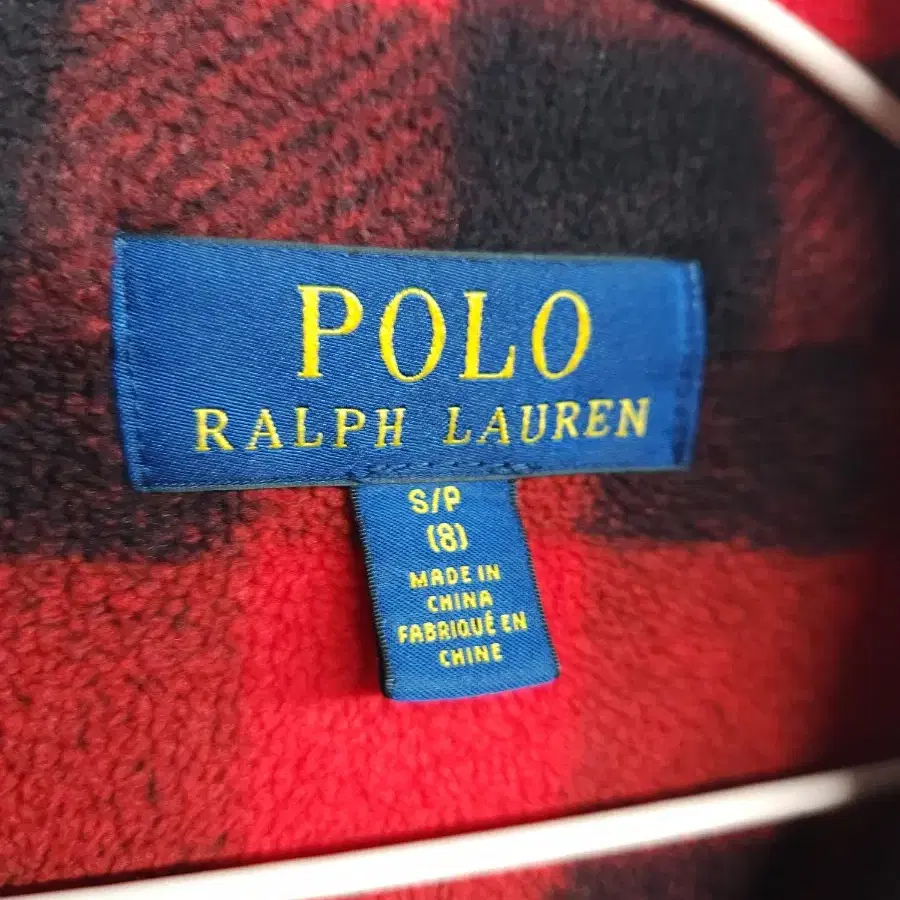 POLO
RALPH LAUREN
S/P
(8)
MADE IN
CHINA
FABRIQUÉ EN
CHINE